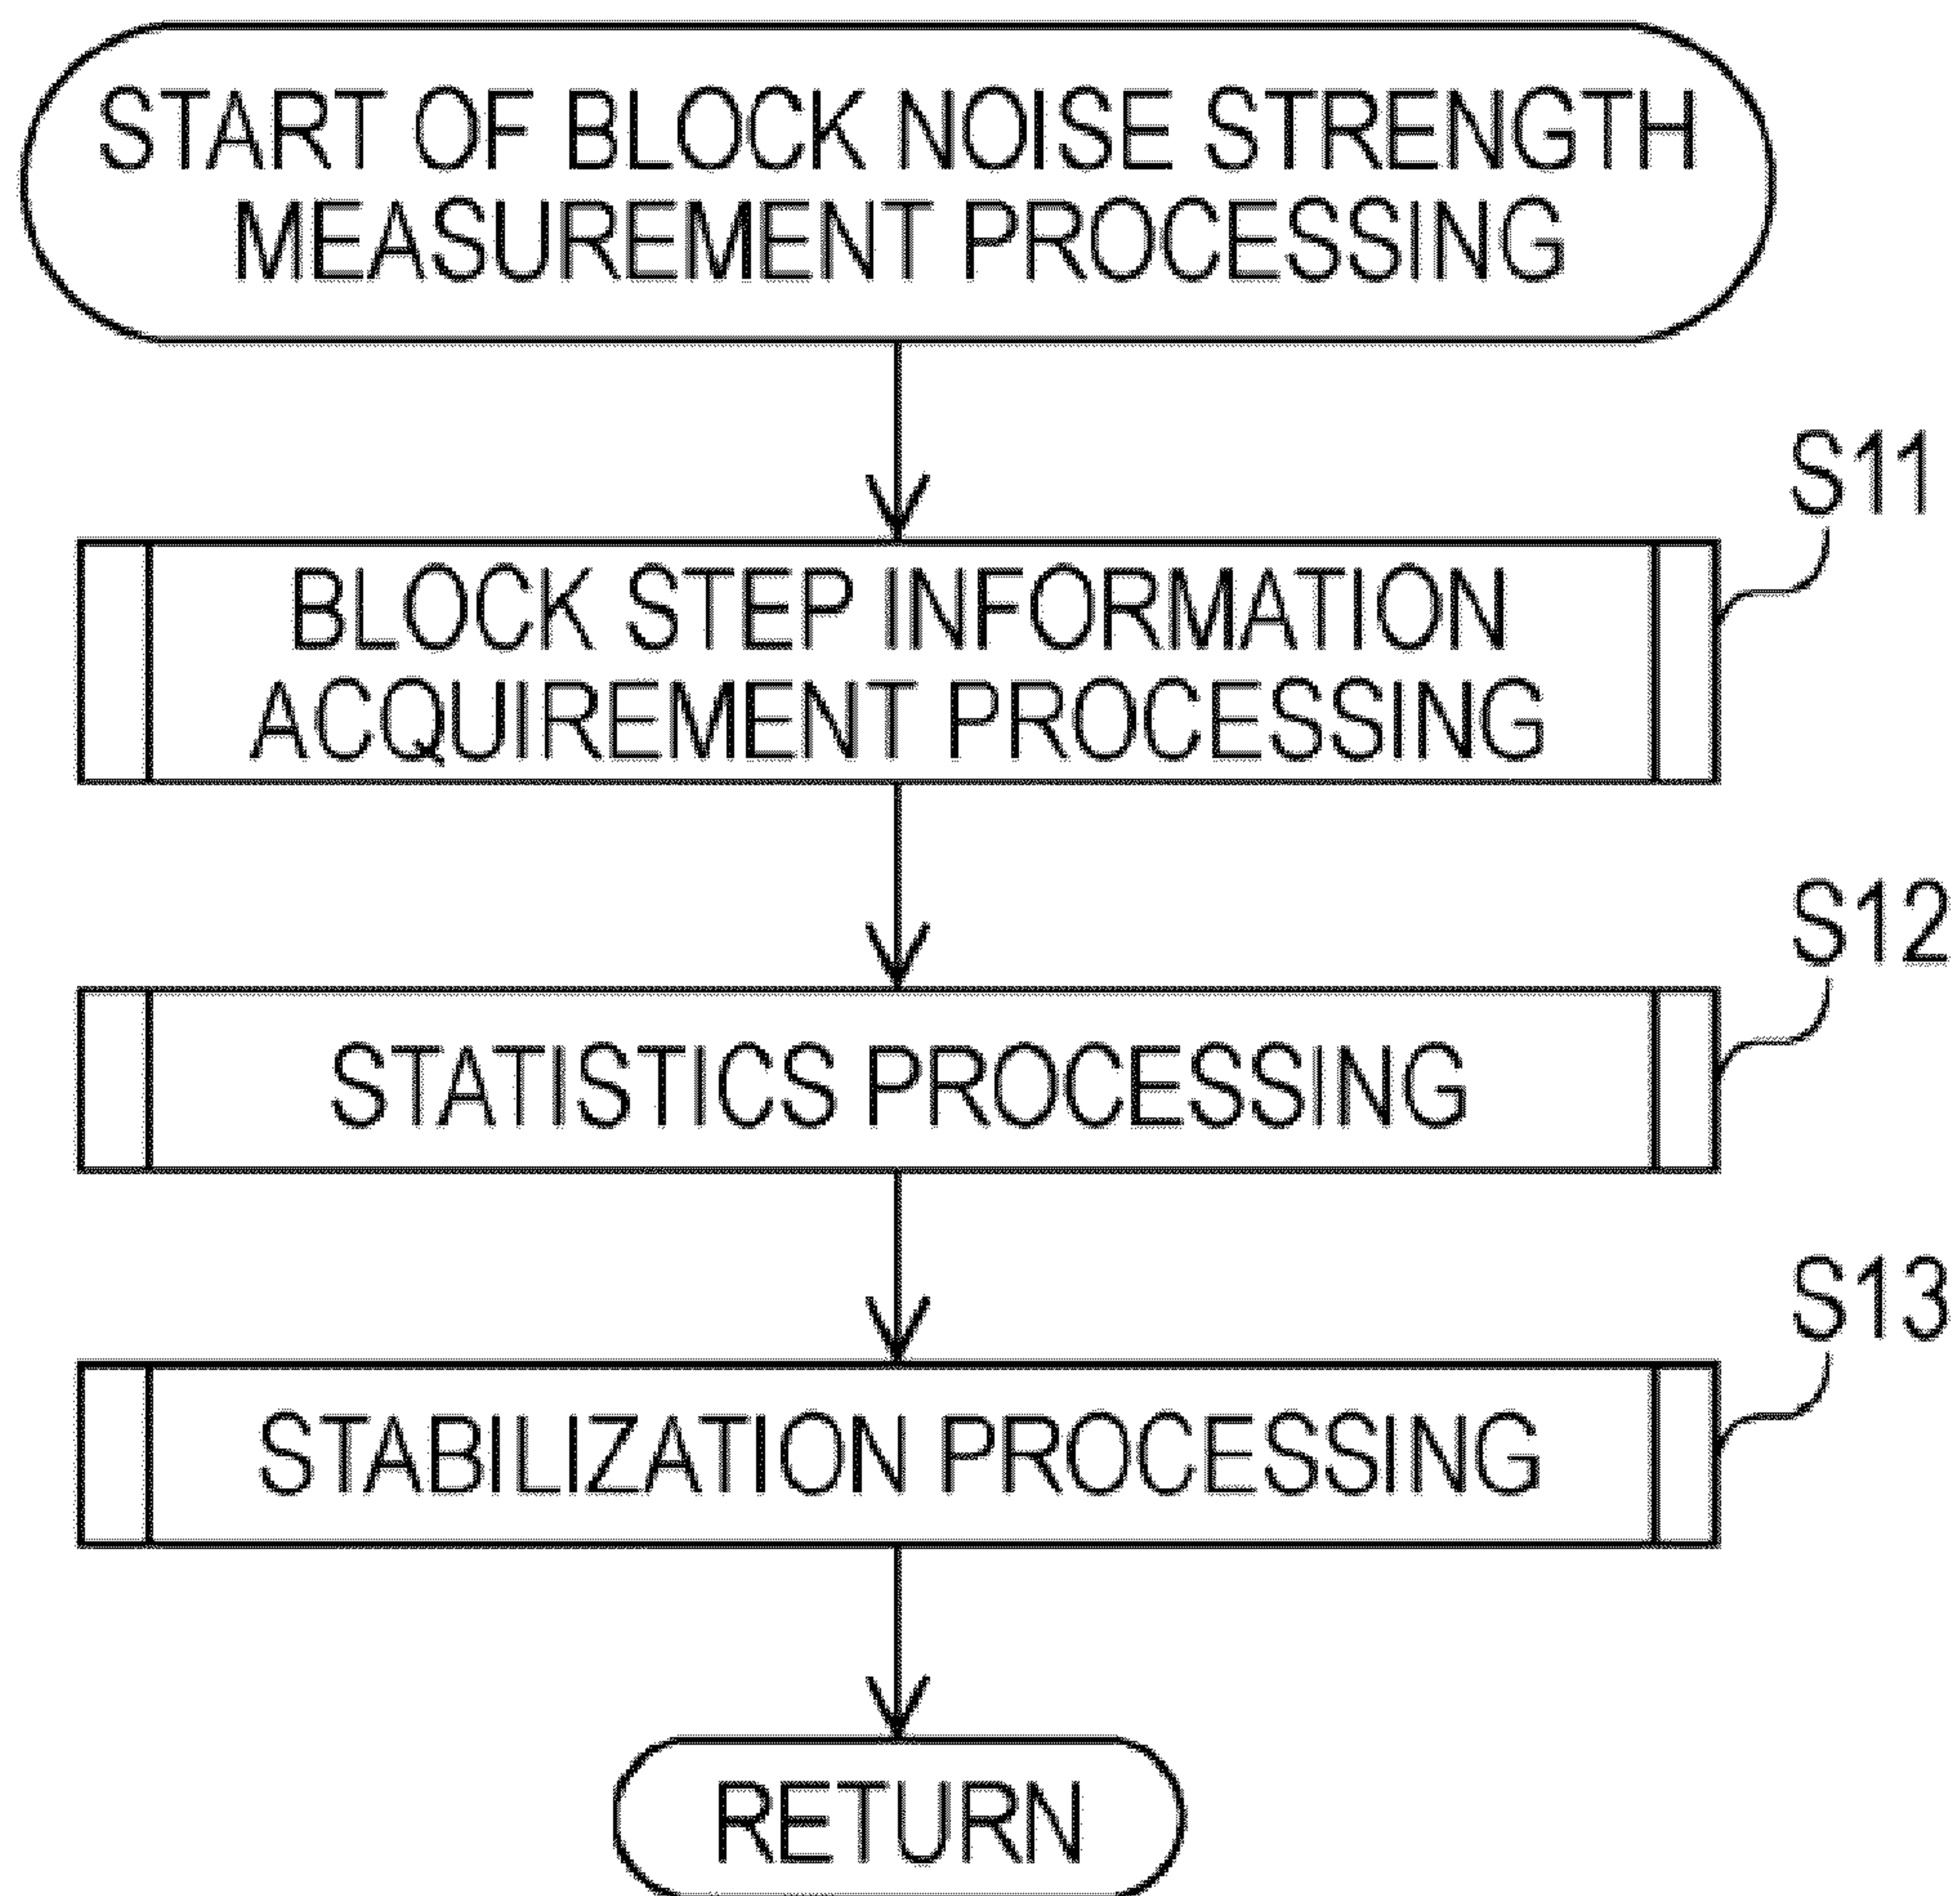 START OF BLOCK NOISE STRENGTH
MEASUREMENT PROCESSING
S11
BLOCK STEP INFORMATION
ACQUIREMENT PROCESSING
S12
STATISTICS PROCESSING
S13
STABILIZATION PROCESSING
RETURN